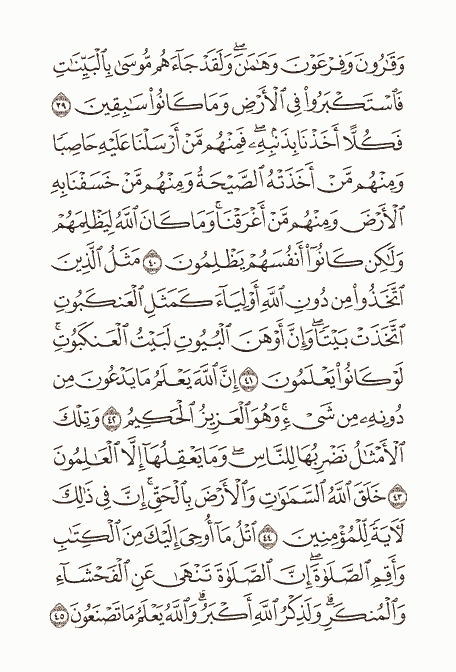 وَقَٰرُونَ وَفِرْعَوْنَ وَهَٰمَٰنَ ۖ وَلَقَدْ جَآءَهُم مُّوسَىٰ بِٱلْبَيِّنَٰتِ
فَٱسْتَكْبَرُوا۟ فِى ٱلْأَرْضِ وَمَا كَانُوا۟ سَٰبِقِينَ ٣٩
فَكُلًّا أَخَذْنَا بِذَنۢبِهِۦ ۖ فَمِنْهُم مَّنْ أَرْسَلْنَا عَلَيْهِ حَاصِبًا
وَمِنْهُم مَّنْ أَخَذَتْهُ ٱلصَّيْحَةُ وَمِنْهُم مَّنْ خَسَفْنَا بِهِ
ٱلْأَرْضَ وَمِنْهُم مَّنْ أَغْرَقْنَا ۚ وَمَا كَانَ ٱللَّهُ لِيَظْلِمَهُمْ
وَلَٰكِن كَانُوٓا۟ أَنفُسَهُمْ يَظْلِمُونَ ٤٠ مَثَلُ ٱلَّذِينَ
ٱتَّخَذُوا۟ مِن دُونِ ٱللَّهِ أَوْلِيَآءَ كَمَثَلِ ٱلْعَنكَبُوتِ
ٱتَّخَذَتْ بَيْتًا ۖ وَإِنَّ أَوْهَنَ ٱلْبُيُوتِ لَبَيْتُ ٱلْعَنكَبُوتِ ۚ
لَوْ كَانُوا۟ يَعْلَمُونَ ٤١ إِنَّ ٱللَّهَ يَعْلَمُ مَا يَدْعُونَ مِن
دُونِهِۦ مِن شَىْءٍ ۚ وَهُوَ ٱلْعَزِيزُ ٱلْحَكِيمُ ٤٢ وَتِلْكَ
ٱلْأَمْثَٰلُ نَضْرِبُهَا لِلنَّاسِ ۖ وَمَا يَعْقِلُهَآ إِلَّا ٱلْعَٰلِمُونَ
٤٣ خَلَقَ ٱللَّهُ ٱلسَّمَٰوَٰتِ وَٱلْأَرْضَ بِٱلْحَقِّ ۚ إِنَّ فِى ذَٰلِكَ
لَءَايَةً لِّلْمُؤْمِنِينَ ٤٤ ٱتْلُ مَآ أُوحِىَ إِلَيْكَ مِنَ ٱلْكِتَٰبِ
وَأَقِمِ ٱلصَّلَوٰةَ ۖ إِنَّ ٱلصَّلَوٰةَ تَنْهَىٰ عَنِ ٱلْفَحْشَآءِ
وَٱلْمُنكَرِ ۗ وَلَذِكْرُ ٱللَّهِ أَكْبَرُ ۗ وَٱللَّهُ يَعْلَمُ مَا تَصْنَعُونَ ٤٥